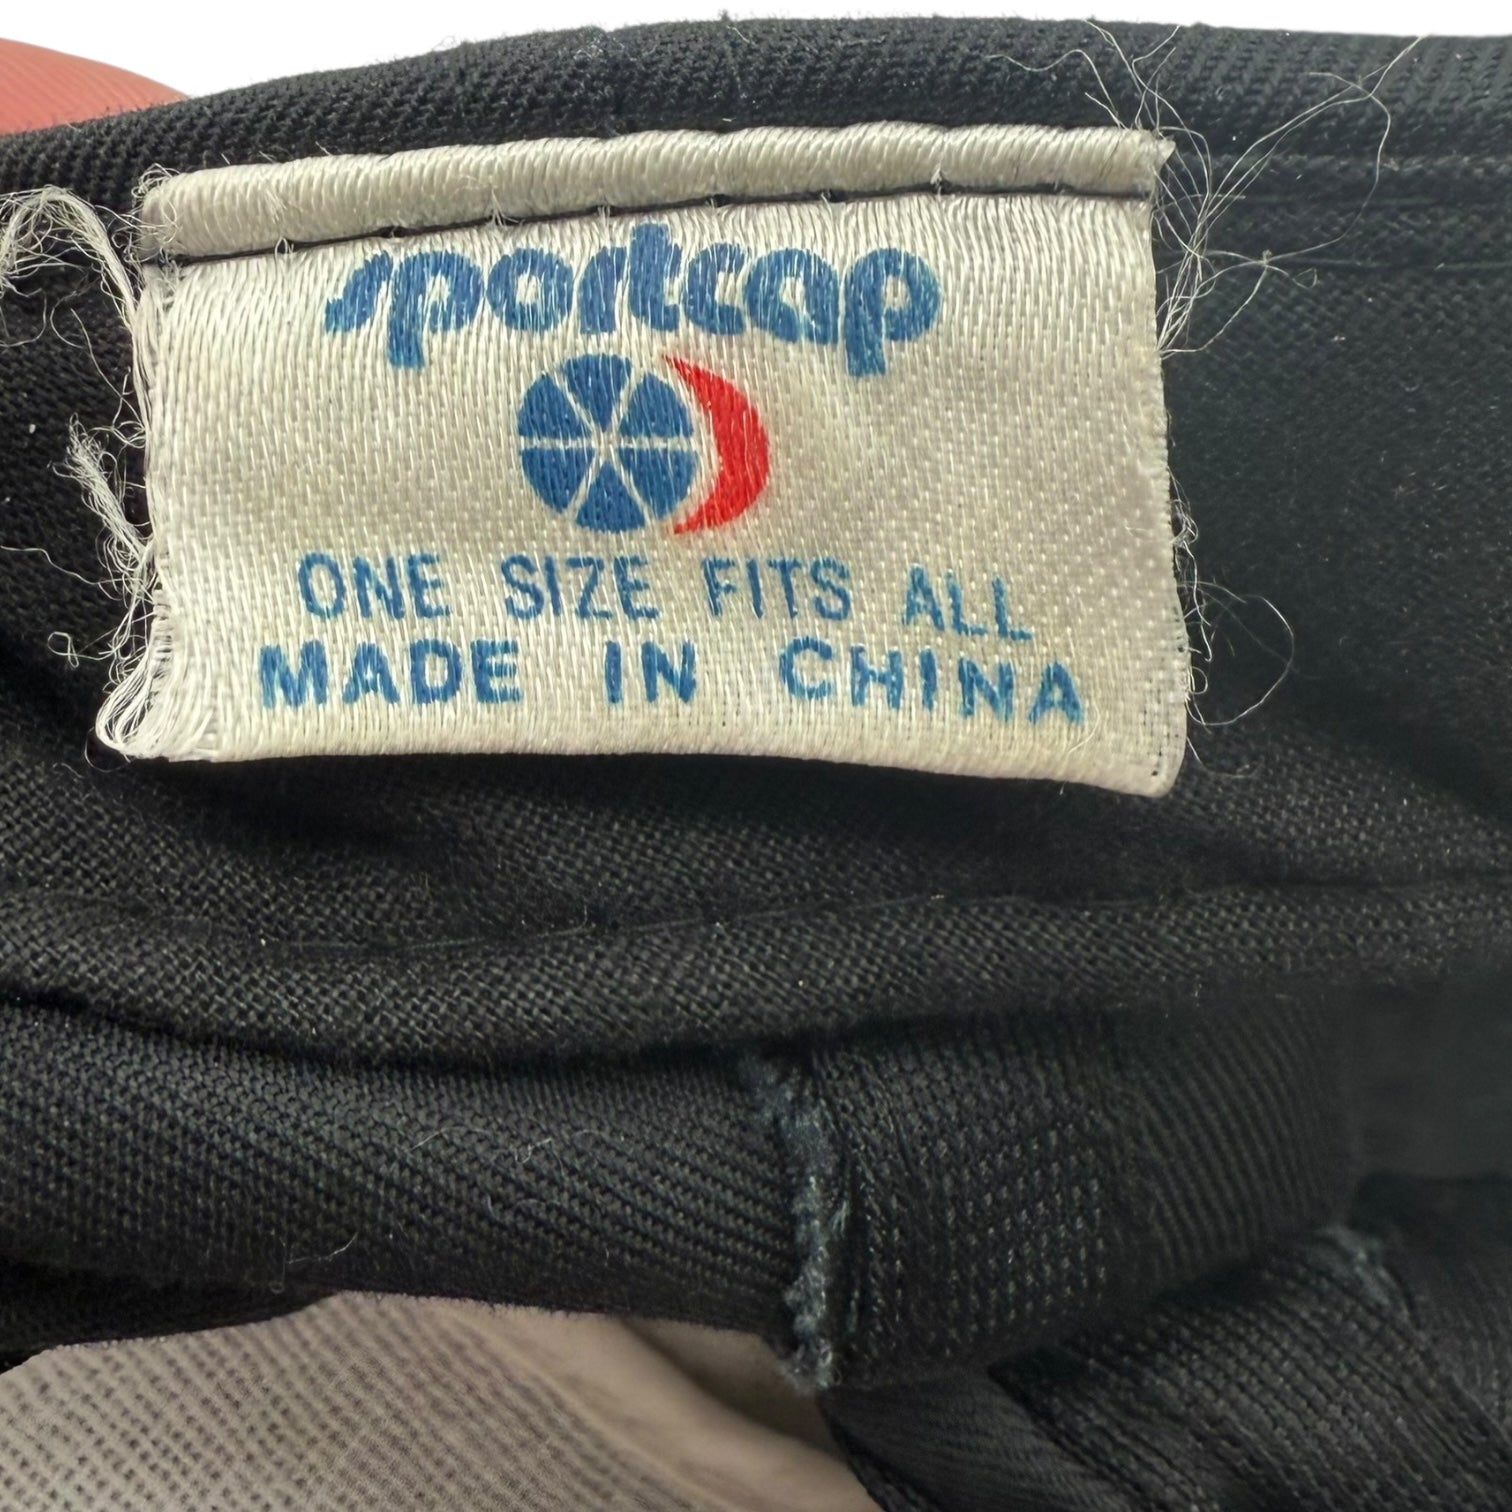 sportcap
ONE SIZE FITS ALL
MADE IN CHINA